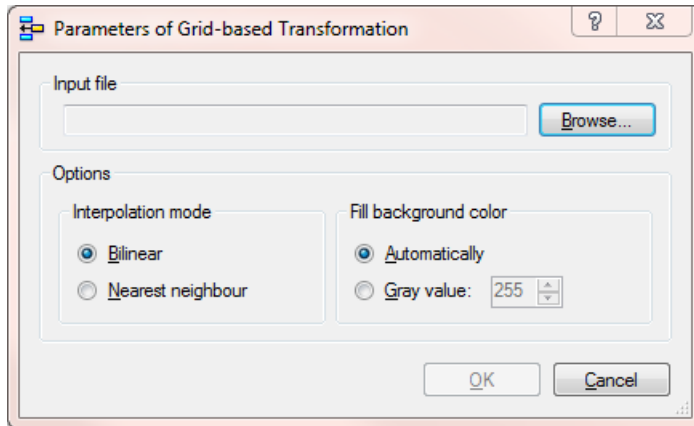 Parameters of Grid-based Transformation
Input file
Browse...
Options
Interpolation mode
Bilinear
Nearest neighbour
Fill background color
Automatically
Gray value: 255
OK
Cancel